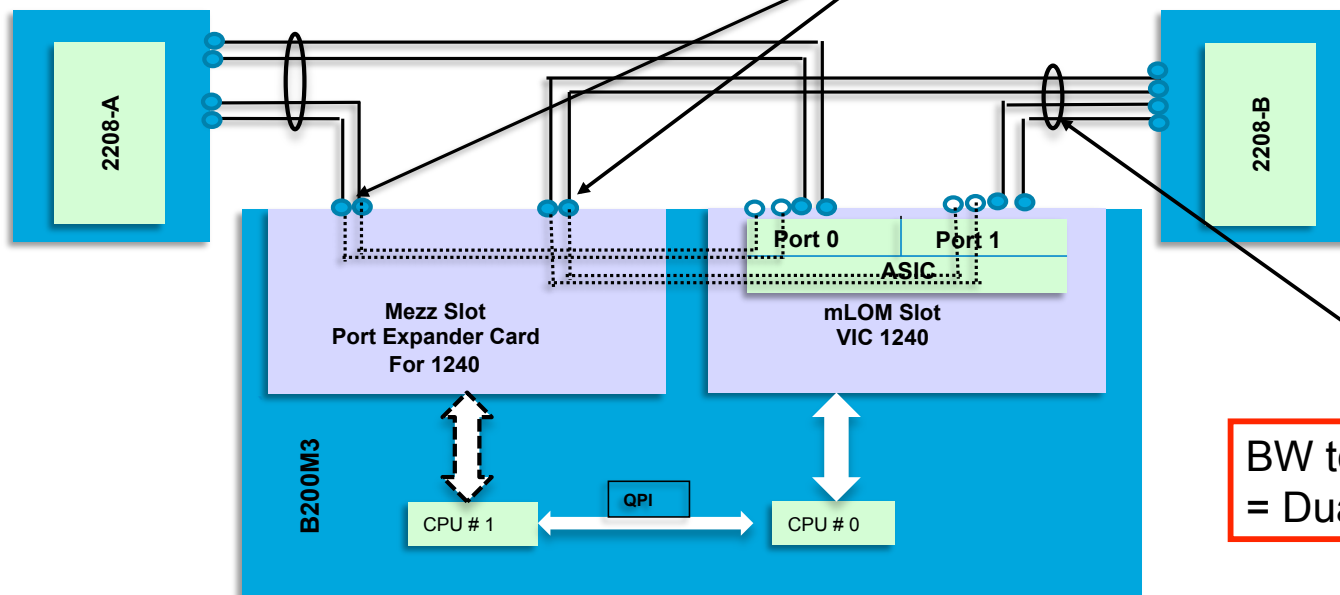 2208-A
2208-B
Port 0
Port 1
ASIC
Mezz Slot
Port Expander Card
For 1240
mLOM Slot
VIC 1240
B200M3
QPI
CPU # 1
CPU # 0
BW
= Dua